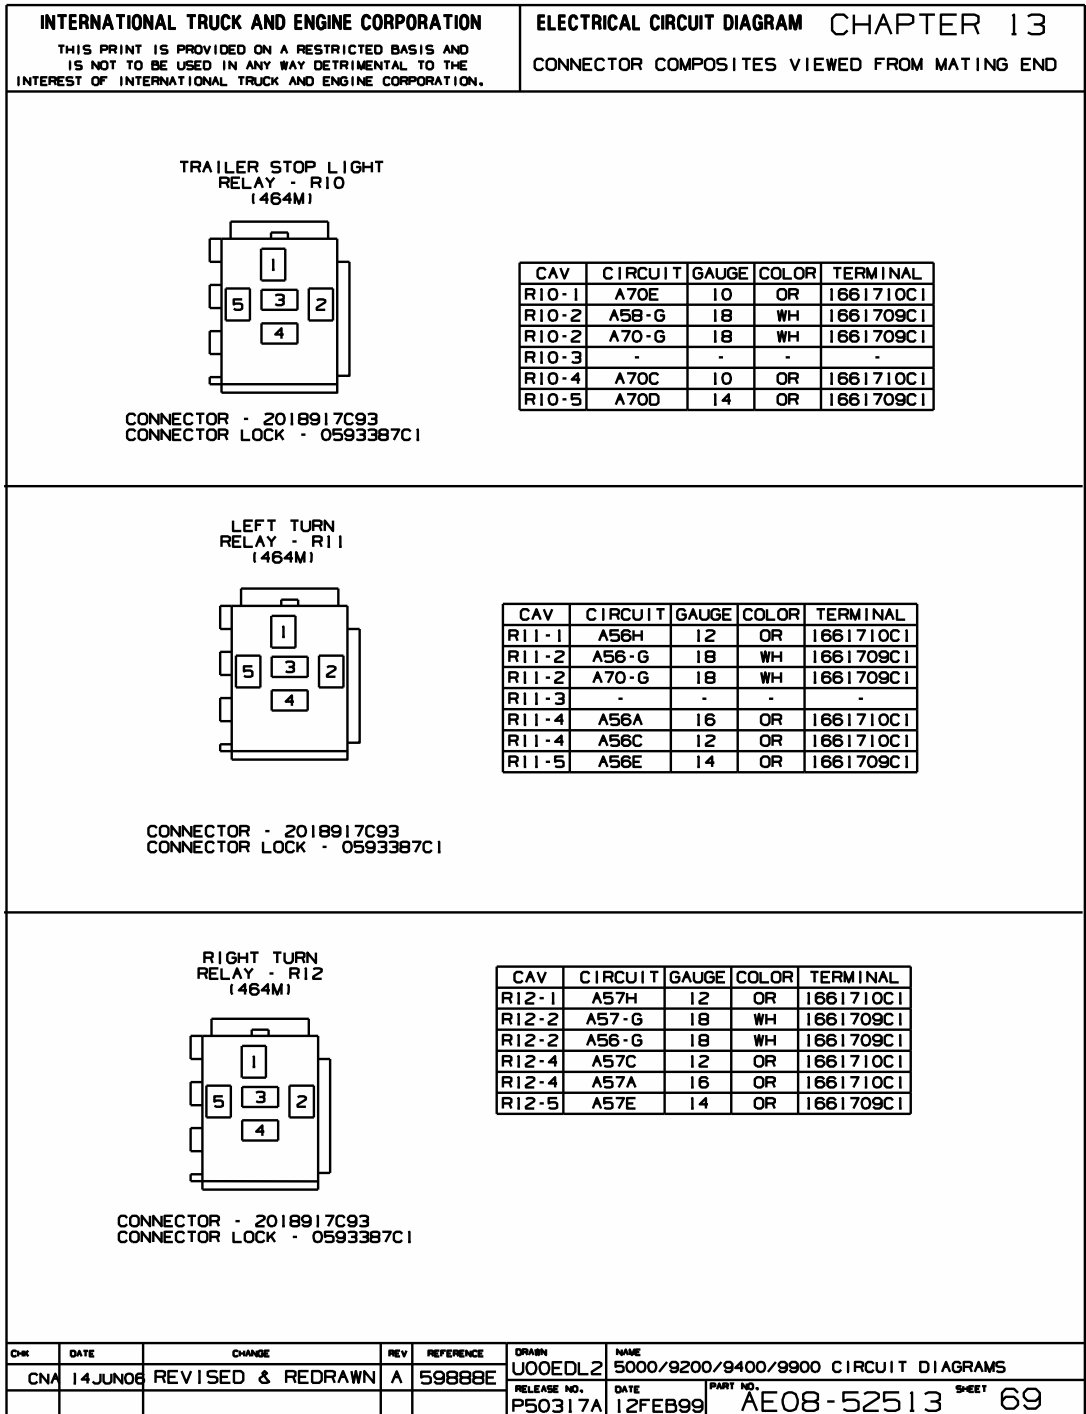 INTERNATIONAL TRUCK AND ENGINE CORPORATION
THIS PRINT IS PROVIDED ON A RESTRICTED BASIS AND
IS NOT TO BE USED IN ANY WAY DETRIMENTAL TO THE
INTEREST OF INTERNATIONAL TRUCK AND ENGINE CORPORATION.
ELECTRICAL CIRCUIT DIAGRAM CHAPTER 13
CONNECTOR COMPOSITES VIEWED FROM MATING END
TRAILER STOP LIGHT
RELAY - R10
(464M)
1
5 3 2
4
CONNECTOR - 2018917C93
CONNECTOR LOCK - 0593387C1
CAV CIRCUIT GAUGE COLOR TERMINAL
R10-1 A70E 10 OR 1661710C1
R10-2 A58-G 18 WH 1661709C1
R10-2 A70-G 18 WH 1661709C1
R10-3 - - - -
R10-4 A70C 10 OR 1661710C1
R10-5 A70D 14 OR 1661709C1
LEFT TURN
RELAY - R11
(464M)
1
5 3 2
4
CONNECTOR - 2018917C93
CONNECTOR LOCK - 0593387C1
CAV CIRCUIT GAUGE COLOR TERMINAL
R11-1 A56H 12 OR 1661710C1
R11-2 A56-G 18 WH 1661709C1
R11-2 A70-G 18 WH 1661709C1
R11-3 - - - -
R11-4 A56A 16 OR 1661710C1
R11-4 A56C 12 OR 1661710C1
R11-5 A56E 14 OR 1661709C1
RIGHT TURN
RELAY - R12
(464M)
1
5 3 2
4
CONNECTOR - 2018917C93
CONNECTOR LOCK - 0593387C1
CAV CIRCUIT GAUGE COLOR TERMINAL
R12-1 A57H 12 OR 1661710C1
R12-2 A57-G 18 WH 1661709C1
R12-2 A56-G 18 WH 1661709C1
R12-4 A57C 12 OR 1661710C1
R12-4 A57A 16 OR 1661710C1
R12-5 A57E 14 OR 1661709C1
CHK DATE CHANGE REV REFERENCE
CNA 14JUN06 REVISED & REDRAWN A 59888E
DRAWN
U00EDL2
NAME
5000/9200/9400/9900 CIRCUIT DIAGRAMS
RELEASE NO.
P50317A
DATE
12FEB99
PART NO.
AE08-52513
SHEET 69